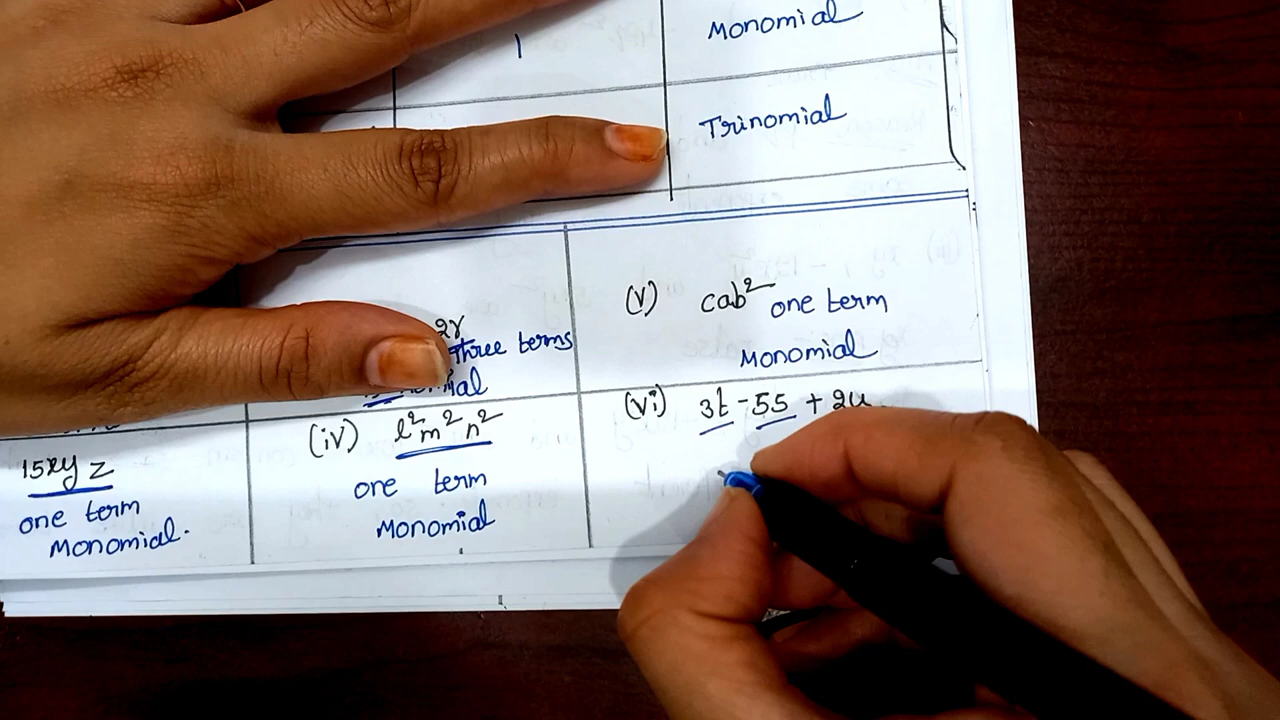 1
Monomial
Trinomial
2r
Three terms
(v) cab² one term
Monomial
15xyz
one term
Monomial.
(iv) l²m²n²
one term
Monomial
(vi) 3t - 5s + 2u